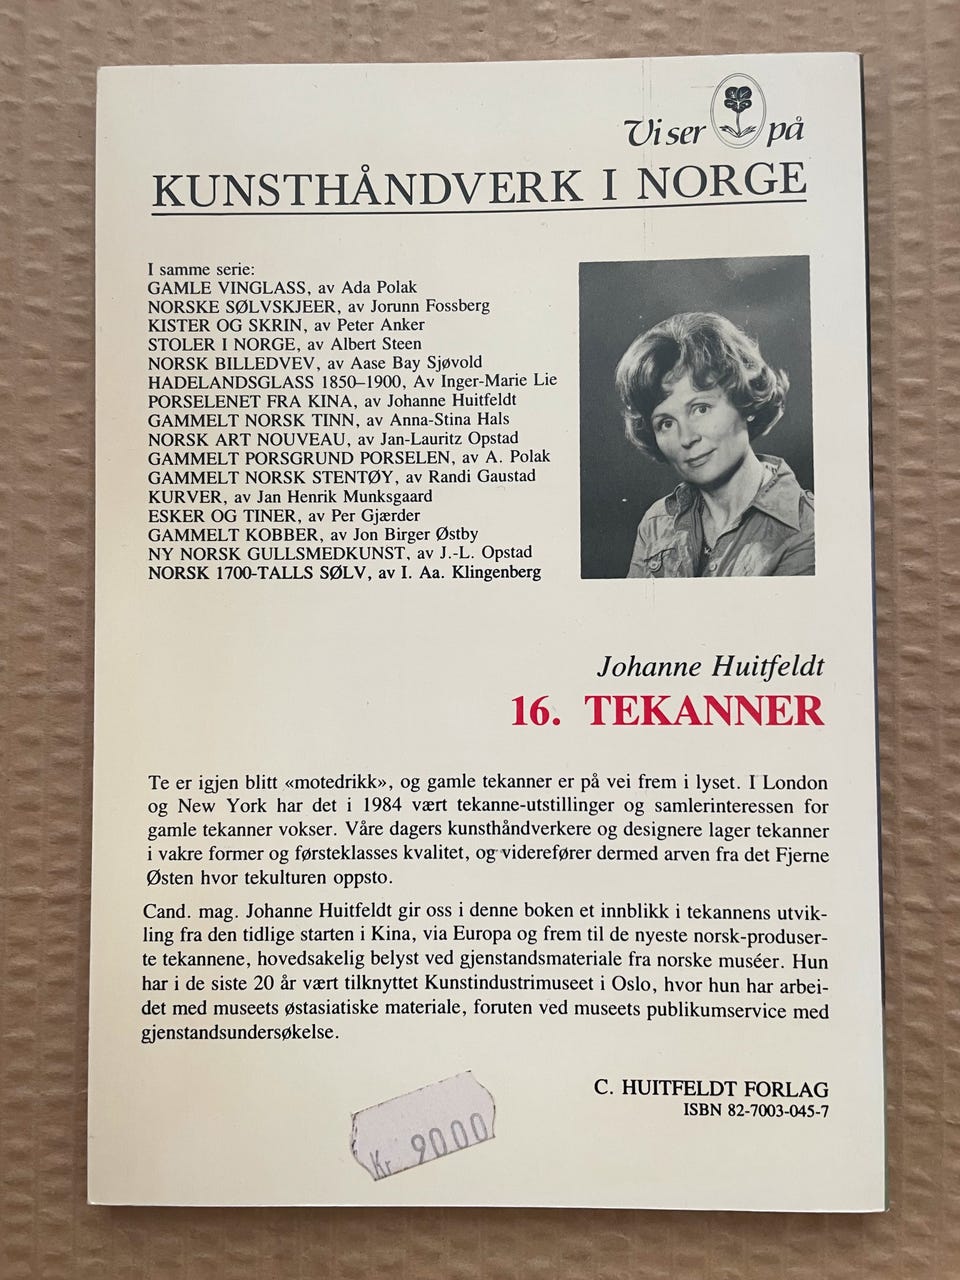 Vi ser på
KUNSTHÅNDVERK I NORGE
I samme serie:
GAMLE VINGLASS, av Ada Polak
NORSKE SØLVSKJEER, av Jorunn Fossberg
KISTER OG SKRIN, av Peter Anker
STOLER I NORGE, av Albert Steen
NORSK BILLEDVEV, av Aase Bay Sjøvold
HADELANDSGLASS 1850–1900, Av Inger-Marie Lie
PORSELENET FRA KINA, av Johanne Huitfeldt
GAMMELT NORSK TINN, av Anna-Stina Hals
NORSK ART NOUVEAU, av Jan-Lauritz Opstad
GAMMELT PORSGRUND PORSELEN, av A. Polak
GAMMELT NORSK STENTØY, av Randi Gaustad
KURVER, av Jan Henrik Munksgaard
ESKER OG TINER, av Per Gjærder
GAMMELT KOBBER, av Jon Birger Østby
NY NORSK GULLSMEDKUNST, av J.-L. Opstad
NORSK 1700-TALLS SØLV, av I. Aa. Klingenberg
Johanne Huitfeldt
16. TEKANNER
Te er igjen blitt «motedrikk», og gamle tekanner er på vei frem i lyset. I London
og New York har det i 1984 vært tekanne-utstillinger og samlerinteressen for
gamle tekanner vokser. Våre dagers kunsthåndverkere og designere lager tekanner
i vakre former og førsteklasses kvalitet, og viderefører dermed arven fra det Fjerne
Østen hvor tekulturen oppsto.
Cand. mag. Johanne Huitfeldt gir oss i denne boken et innblikk i tekannens utvik-
ling fra den tidlige starten i Kina, via Europa og frem til de nyeste norsk-produser-
te tekannene, hovedsakelig belyst ved gjenstandsmateriale fra norske muséer. Hun
har i de siste 20 år vært tilknyttet Kunstindustrimuseet i Oslo, hvor hun har arbei-
det med museets østasiatiske materiale, foruten ved museets publikumservice med
gjenstandsundersøkelse.
C. HUITFELDT FORLAG
ISBN 82-7003-045-7
Kr. 9000